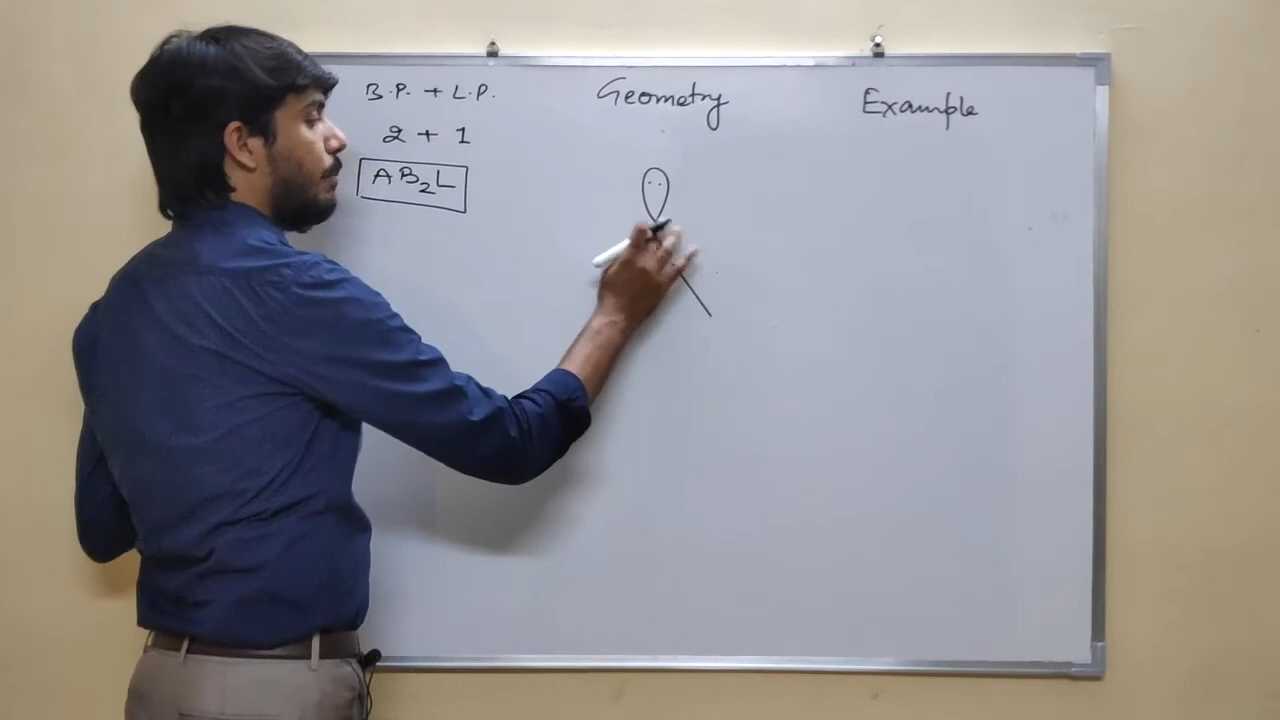 B.P. + L.P.
Geometry
Example
2 + 1
AB₂L